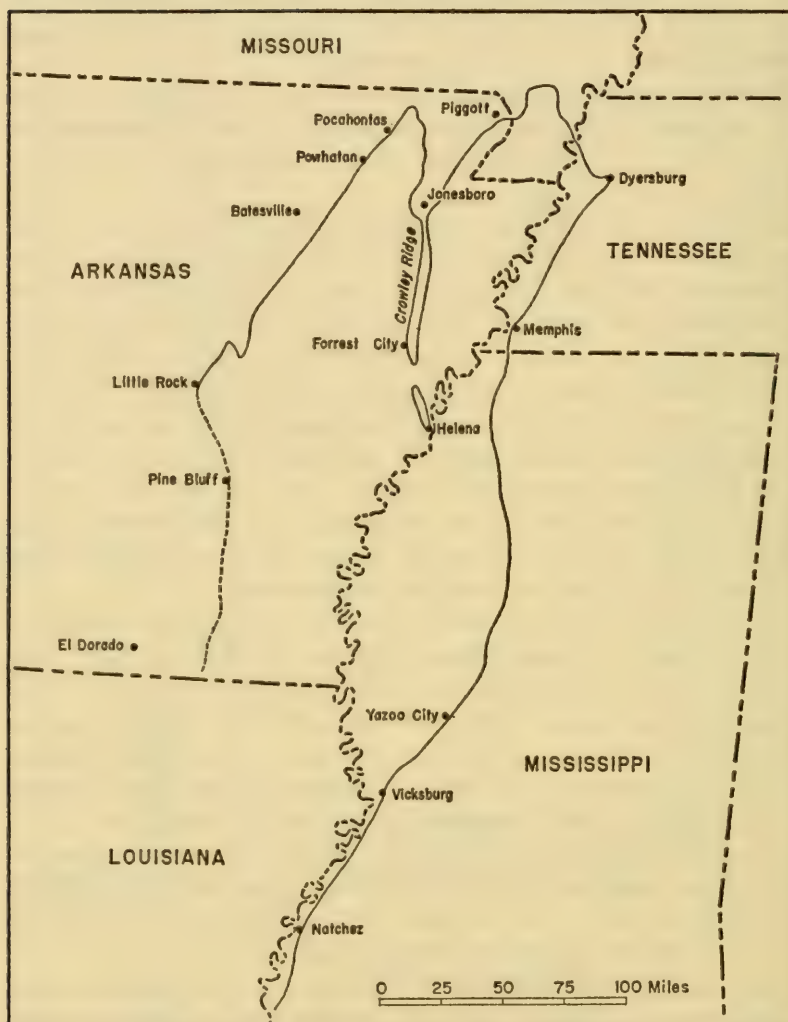 MISSOURI
Piggott
Pocahontas
Powhatan
Dyersburg
Jonesboro
Batesville
TENNESSEE
ARKANSAS
Crowley Ridge
Memphis
Forrest City
Little Rock
Helena
Pine Bluff
El Dorado
Yazoo City
MISSISSIPPI
Vicksburg
LOUISIANA
Natchez
0 25 50 100 Miles